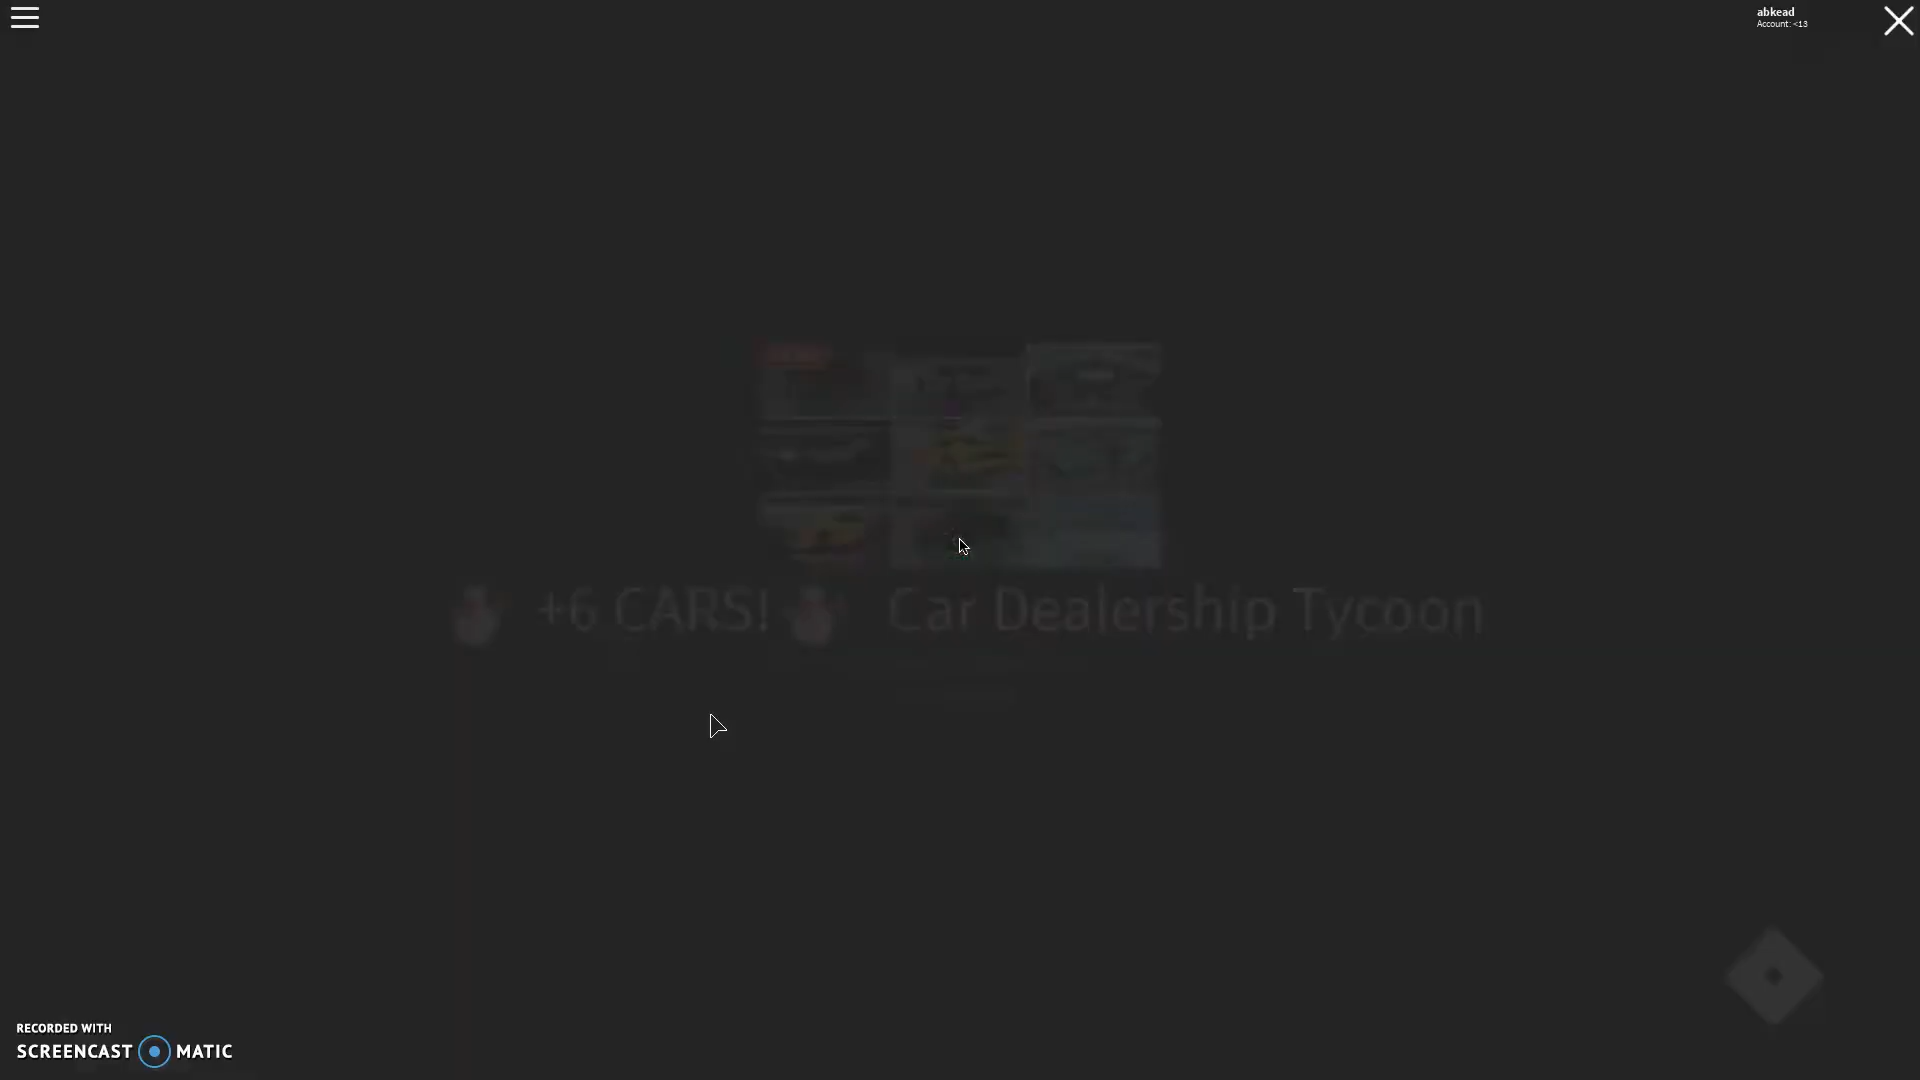 abkead
Account: <13
+6 CARS! Car Dealership Tycoon
RECORDED WITH
SCREENCAST MATIC